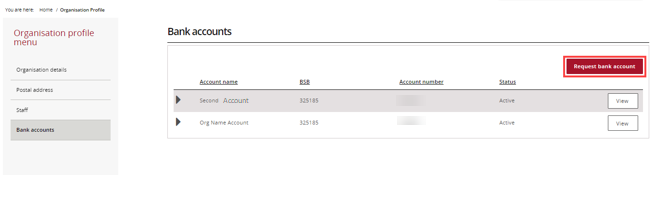 You are here: Home / Organisation Profile
Organisation profile
menu
Organisation details
Postal address
Staff
Bank accounts
Bank accounts
Request bank account
Account name BSB Account number Status
Second Account 325185 Active View
Org Name Account 325185 Active View